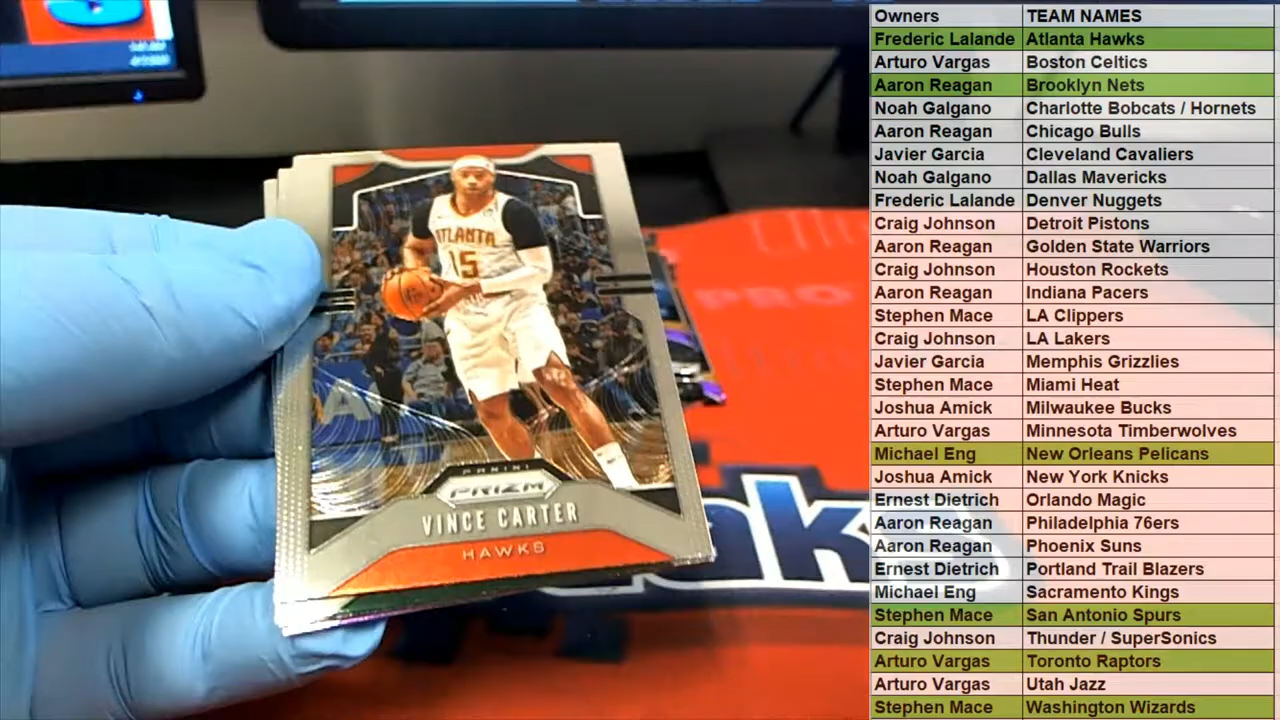 ATLANTA
15
PANINI
PRIZM
VINCE CARTER
HAWKS
PRO
Owners TEAM NAMES
Frederic Lalande Atlanta Hawks
Arturo Vargas Boston Celtics
Aaron Reagan Brooklyn Nets
Noah Galgano Charlotte Bobcats / Hornets
Aaron Reagan Chicago Bulls
Javier Garcia Cleveland Cavaliers
Noah Galgano Dallas Mavericks
Frederic Lalande Denver Nuggets
Craig Johnson Detroit Pistons
Aaron Reagan Golden State Warriors
Craig Johnson Houston Rockets
Aaron Reagan Indiana Pacers
Stephen Mace LA Clippers
Craig Johnson LA Lakers
Javier Garcia Memphis Grizzlies
Stephen Mace Miami Heat
Joshua Amick Milwaukee Bucks
Arturo Vargas Minnesota Timberwolves
Michael Eng New Orleans Pelicans
Joshua Amick New York Knicks
Ernest Dietrich Orlando Magic
Aaron Reagan Philadelphia 76ers
Aaron Reagan Phoenix Suns
Ernest Dietrich Portland Trail Blazers
Michael Eng Sacramento Kings
Stephen Mace San Antonio Spurs
Craig Johnson Thunder / SuperSonics
Arturo Vargas Toronto Raptors
Arturo Vargas Utah Jazz
Stephen Mace Washington Wizards